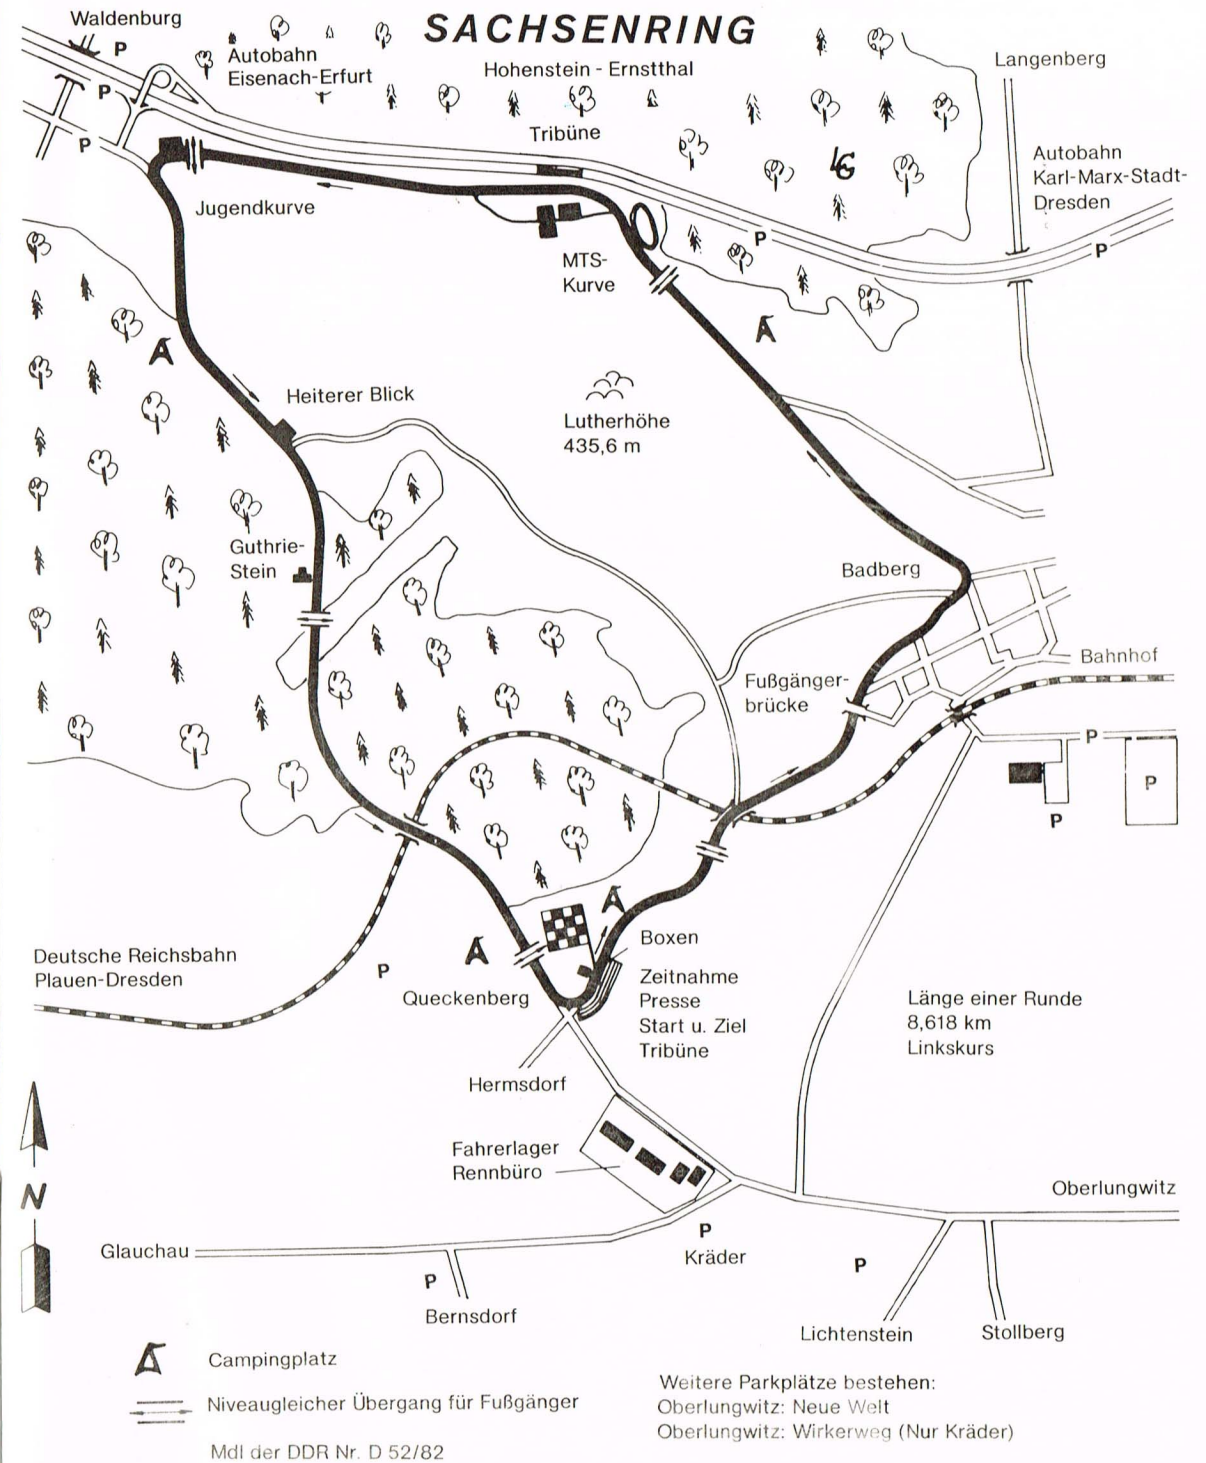 SACHSENRING
Waldenburg
P
Autobahn
Eisenach-Erfurt
Hohenstein - Ernstthal
Langenberg
P
Tribüne
P
Autobahn
Karl-Marx-Stadt-
Dresden
Jugendkurve
P
P
MTS-
Kurve
Heiterer Blick
Lutherhöhe
435,6 m
Guthrie-
Stein
Badberg
Bahnhof
Fußgänger-
brücke
P
P
P
Boxen
Deutsche Reichsbahn
Plauen-Dresden
P
Queckenberg
Zeitnahme
Presse
Start u. Ziel
Tribüne
Länge einer Runde
8,618 km
Linkskurs
Hermsdorf
Fahrerlager
Rennbüro
N
Oberlungwitz
P
Kräder
Glauchau
P
P
Bernsdorf
Lichtenstein
Stollberg
Campingplatz
Niveaugleicher Übergang für Fußgänger
Weitere Parkplätze bestehen:
Oberlungwitz: Neue Welt
Oberlungwitz: Wirkerweg (Nur Kräder)
MdI der DDR Nr. D 52/82